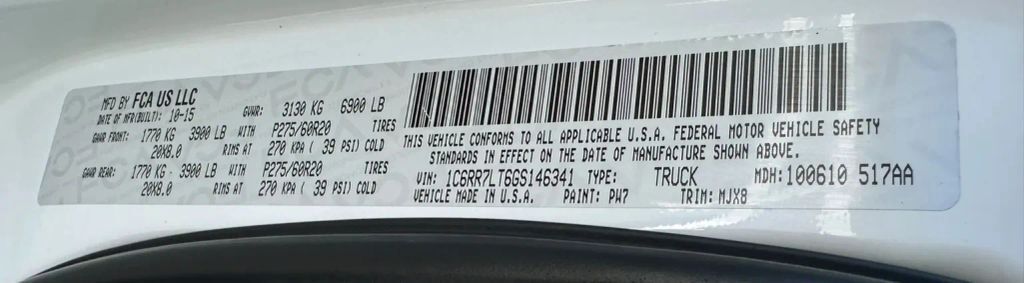 MFD BY FCA US LLC
DATE OF MFR(BUILT): 10-15
GVWR: 3130 KG 6900 LB
GAWR FRONT: 1770 KG 3900 LB WITH P275/60R20 TIRES
20X8.0 RIMS AT 270 KPA ( 39 PSI) COLD
GAWR REAR: 1770 KG - 3900 LB WITH P275/60R20 TIRES
20X8.0 RIMS AT 270 KPA ( 39 PSI) COLD
THIS VEHICLE CONFORMS TO ALL APPLICABLE U.S.A. FEDERAL MOTOR VEHICLE SAFETY
STANDARDS IN EFFECT ON THE DATE OF MANUFACTURE SHOWN ABOVE.
VIN: 1C6RR7LT6GS146341 TYPE: TRUCK MDH:100610 517AA
VEHICLE MADE IN U.S.A. PAINT: PW7 TRIM: MJX8